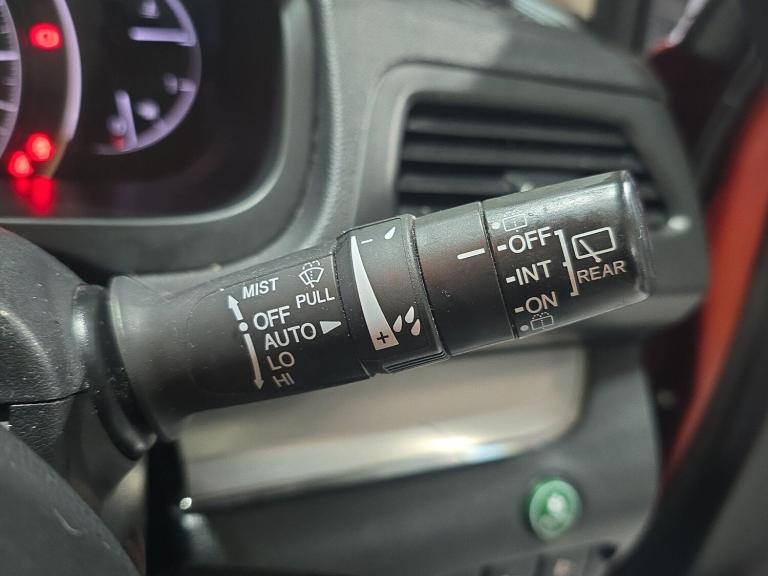 MIST
PULL
OFF
AUTO
LO
HI
-
+
OFF
INT
ON
REAR